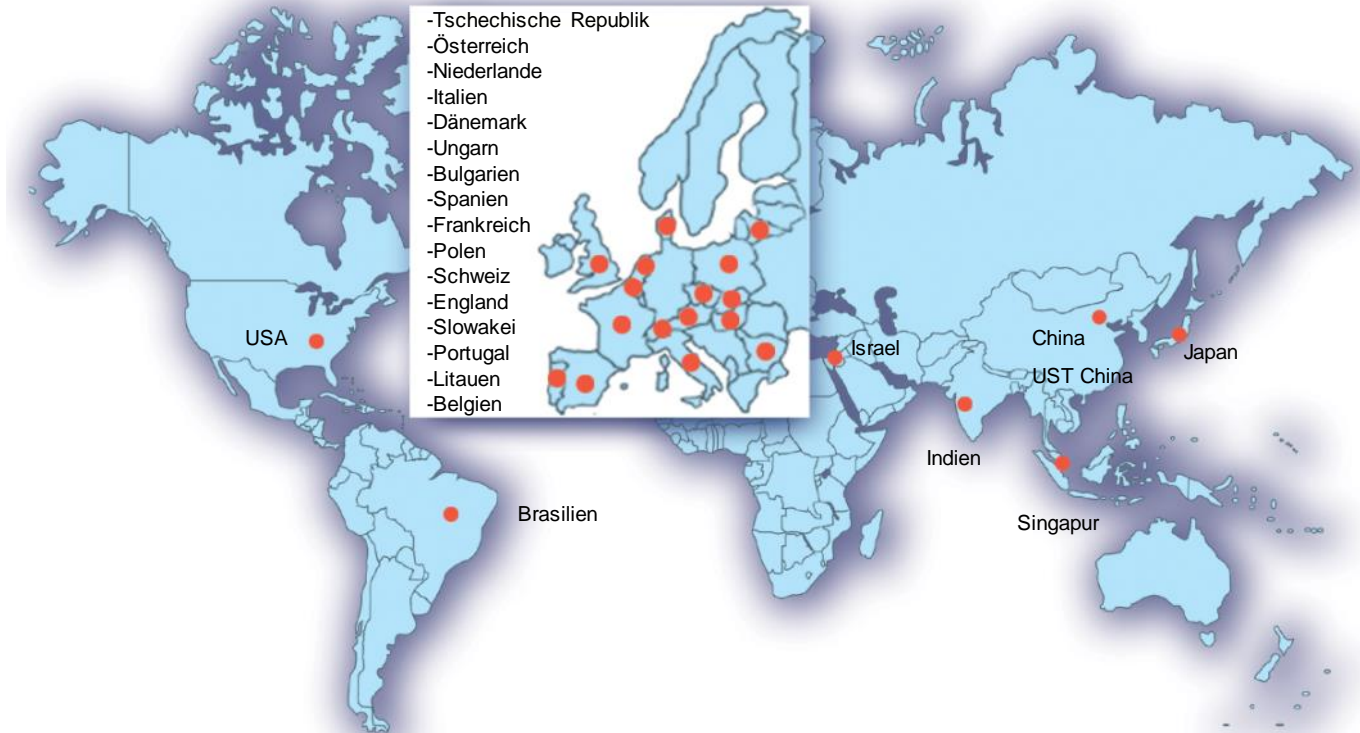 -Tschechische Republik
-Österreich
-Niederlande
-Italien
-Dänemark
-Ungarn
-Bulgarien
-Spanien
-Frankreich
-Polen
-Schweiz
-England
-Slowakei
-Portugal
-Litauen
-Belgien
USA
Brasilien
Israel
Indien
China
UST China
Japan
Singapur